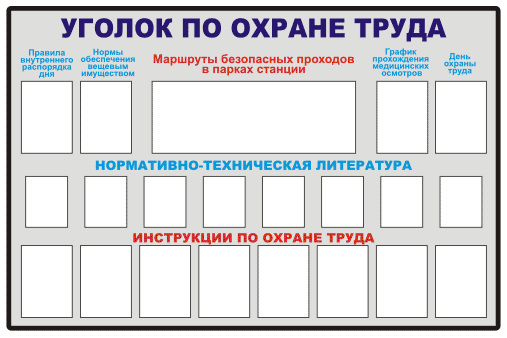 УГОЛОК ПО ОХРАНЕ ТРУДА
Правила
внутреннего
распорядка
дня
Нормы
обеспечения
вещевым
имуществом
Маршруты безопасных проходов
в парках станции
График
прохождения
медицинских
осмотров
День
охраны
труда
НОРМАТИВНО-ТЕХНИЧЕСКАЯ ЛИТЕРАТУРА
ИНСТРУКЦИИ ПО ОХРАНЕ ТРУДА